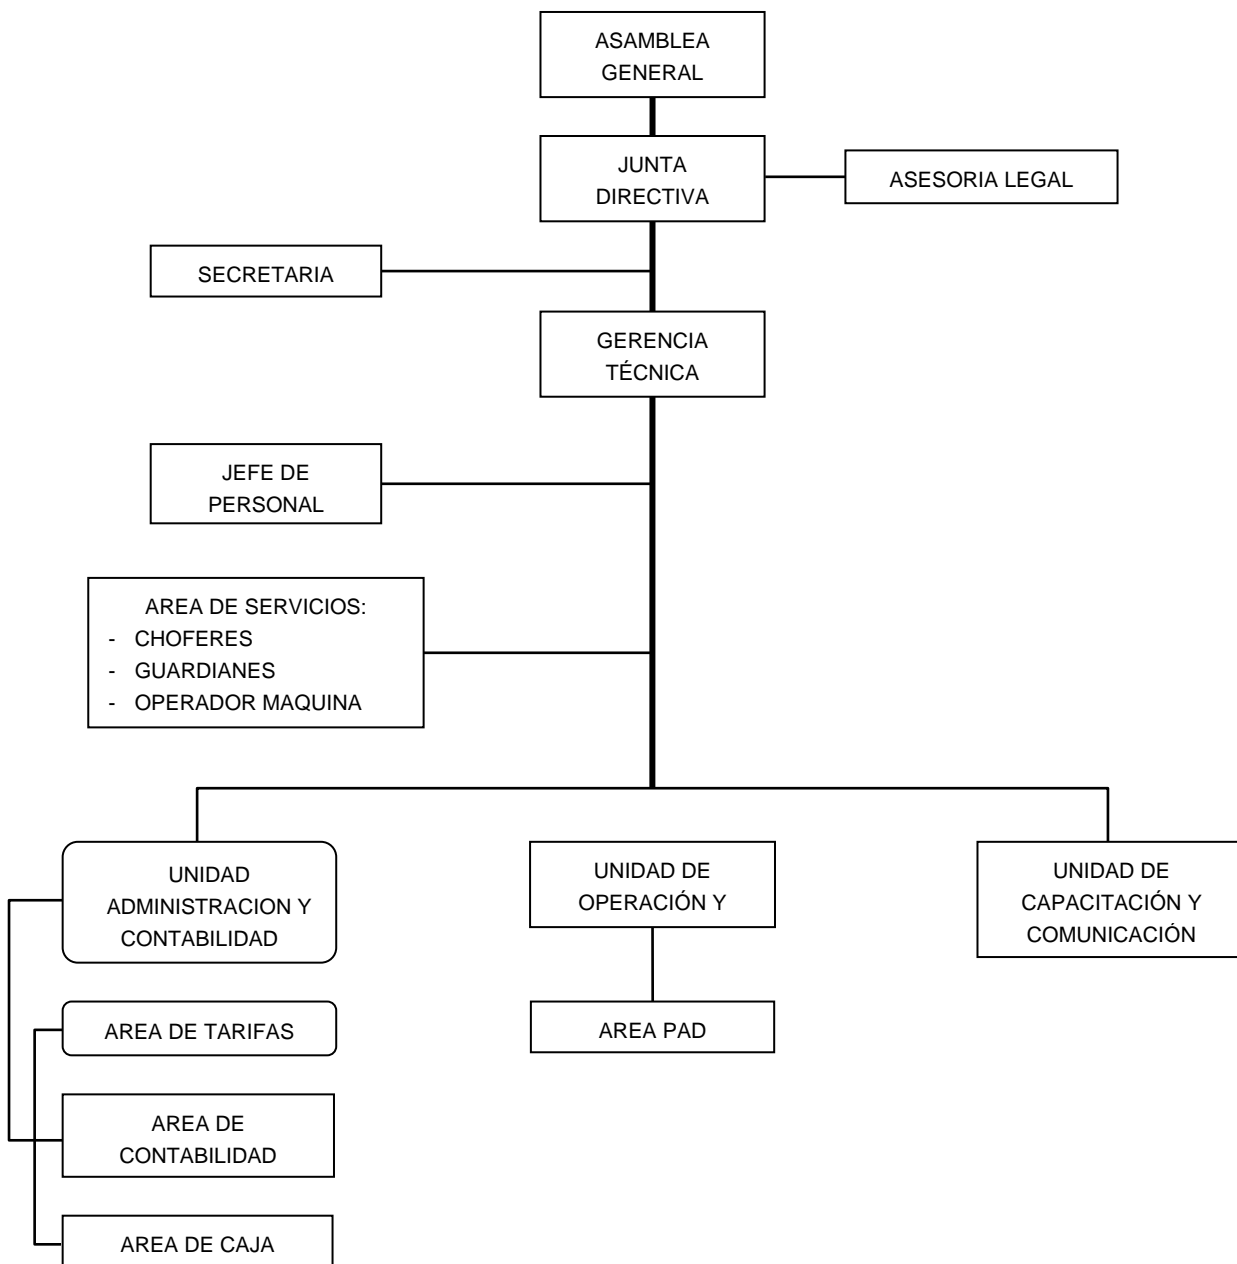 ASAMBLEA
GENERAL
JUNTA
DIRECTIVA
ASESORIA LEGAL
SECRETARIA
GERENCIA
TÉCNICA
JEFE DE
PERSONAL
AREA DE SERVICIOS:
- CHOFERES
- GUARDIANES
- OPERADOR MAQUINA
UNIDAD
ADMINISTRACION Y
CONTABILIDAD
UNIDAD DE
OPERACIÓN Y
UNIDAD DE
CAPACITACIÓN Y
COMUNICACIÓN
AREA DE TARIFAS
AREA PAD
AREA DE
CONTABILIDAD
AREA DE CAJA